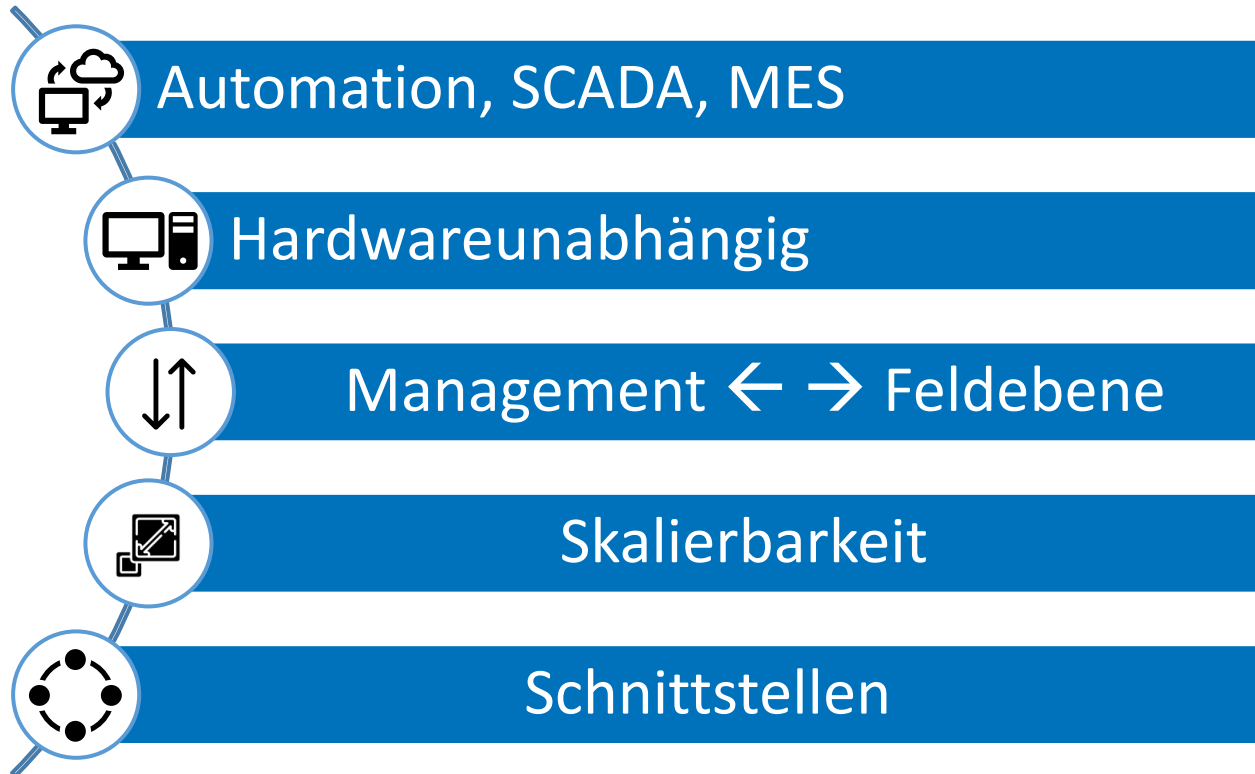 Automation, SCADA, MES
Hardwareunabhängig
Management ← → Feldebene
Skalierbarkeit
Schnittstellen